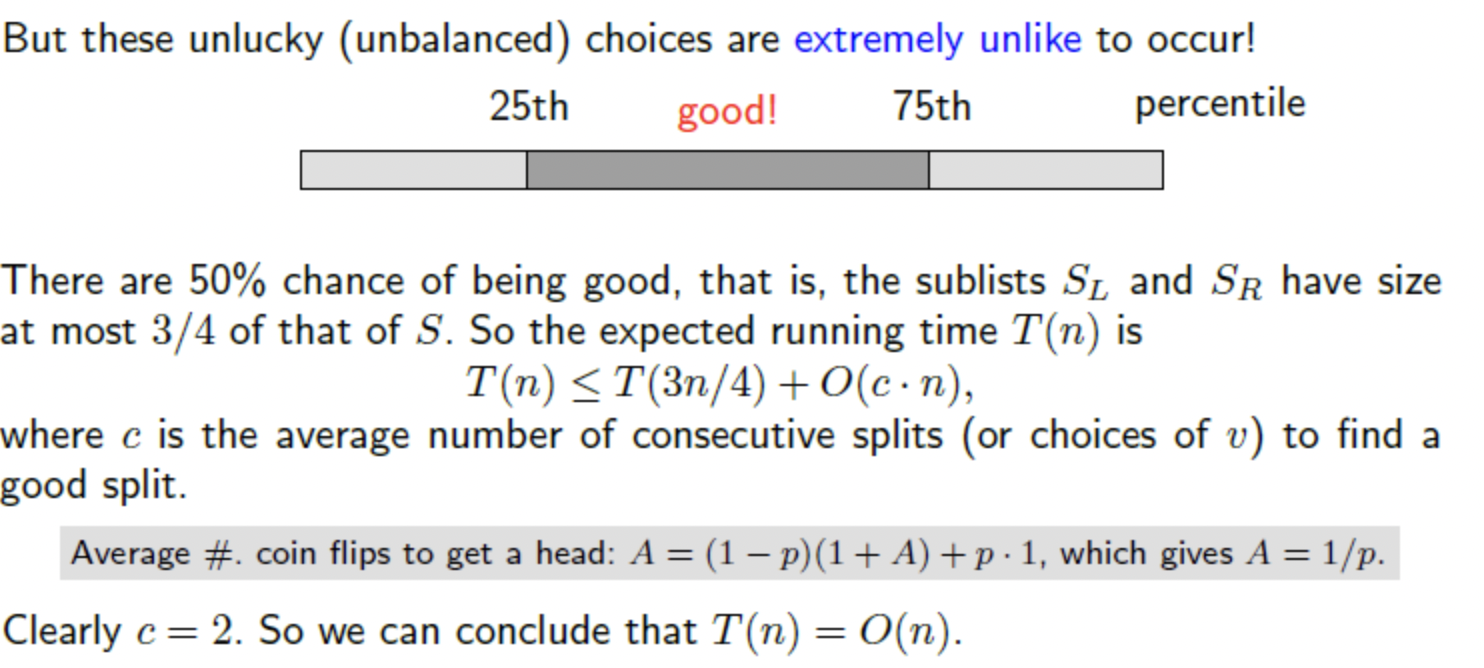 But these unlucky (unbalanced) choices are extremely unlike to occur!
25th good! 75th percentile
There are 50% chance of being good, that is, the sublists S_L and S_R have size
at most 3/4 of that of S. So the expected running time T(n) is
T(n) ≤ T(3n/4) + O(c · n),
where c is the average number of consecutive splits (or choices of v) to find a
good split.
Average #. coin flips to get a head: A = (1 − p)(1 + A) + p · 1, which gives A = 1/p.
Clearly c = 2. So we can conclude that T(n) = O(n).